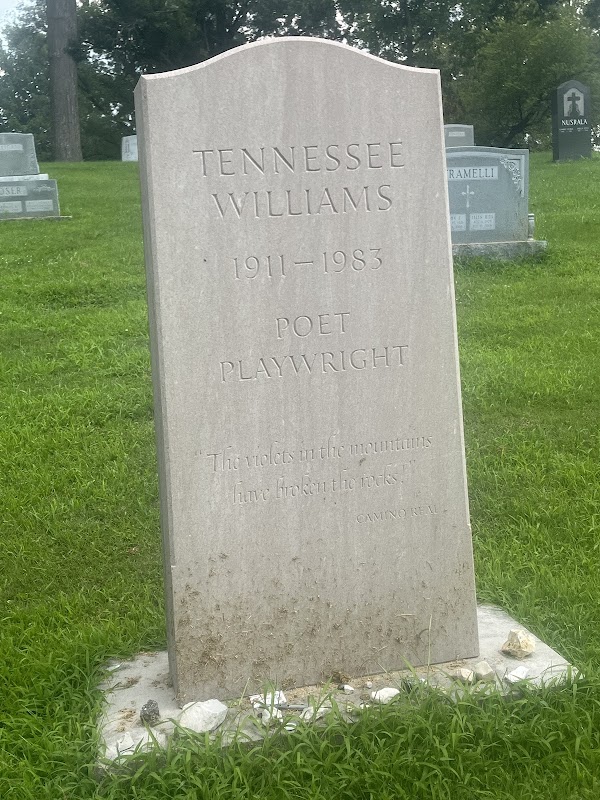 TENNESSEE
WILLIAMS
1911–1983
POET
PLAYWRIGHT
“The violets in the mountains
have broken the rocks!”
CAMINO REAL
RAMELLI
NUSRALA